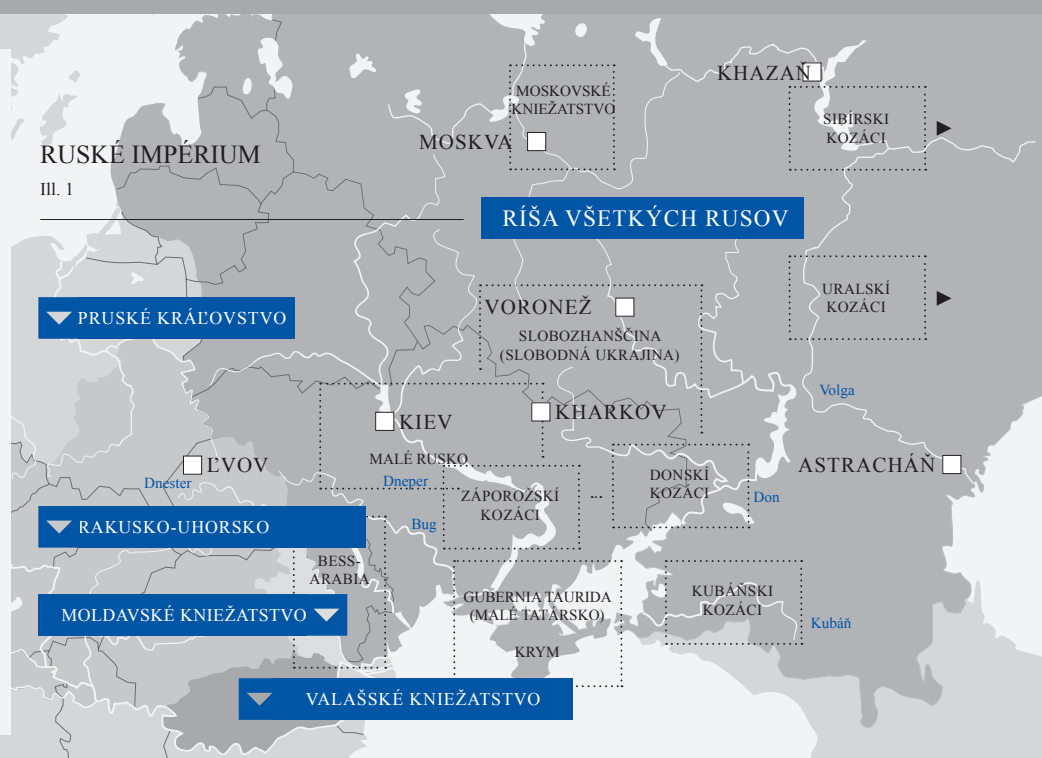 KHAZAŇ
MOSKOVSKÉ
KNIEŽATSTVO
SIBÍRSKI
KOZÁCI
MOSKVA
RUSKÉ IMPÉRIUM
Ill. 1
RÍŠA VŠETKÝCH RUSOV
URALSKÍ
KOZÁCI
VORONEŽ
PRUSKÉ KRÁĽOVSTVO
SLOBOZHANŠČINA
(SLOBODNÁ UKRAJINA)
Volga
KIEV
KHARKOV
MALÉ RUSKO
ĽVOV
Dnester
Dneper
DONSKÍ
KOZÁCI
ASTRACHÁŇ
ZÁPOROŽSKÍ
KOZÁCI
...
Don
RAKUSKO-UHORSKO
Bug
BESS-
ARABIA
GUBERNIA TAURIDA
(MALÉ TATÁRSKO)
KUBÁŇSKI
KOZÁCI
MOLDAVSKÉ KNIEŽATSTVO
Kubáň
KRYM
VALAŠSKÉ KNIEŽATSTVO